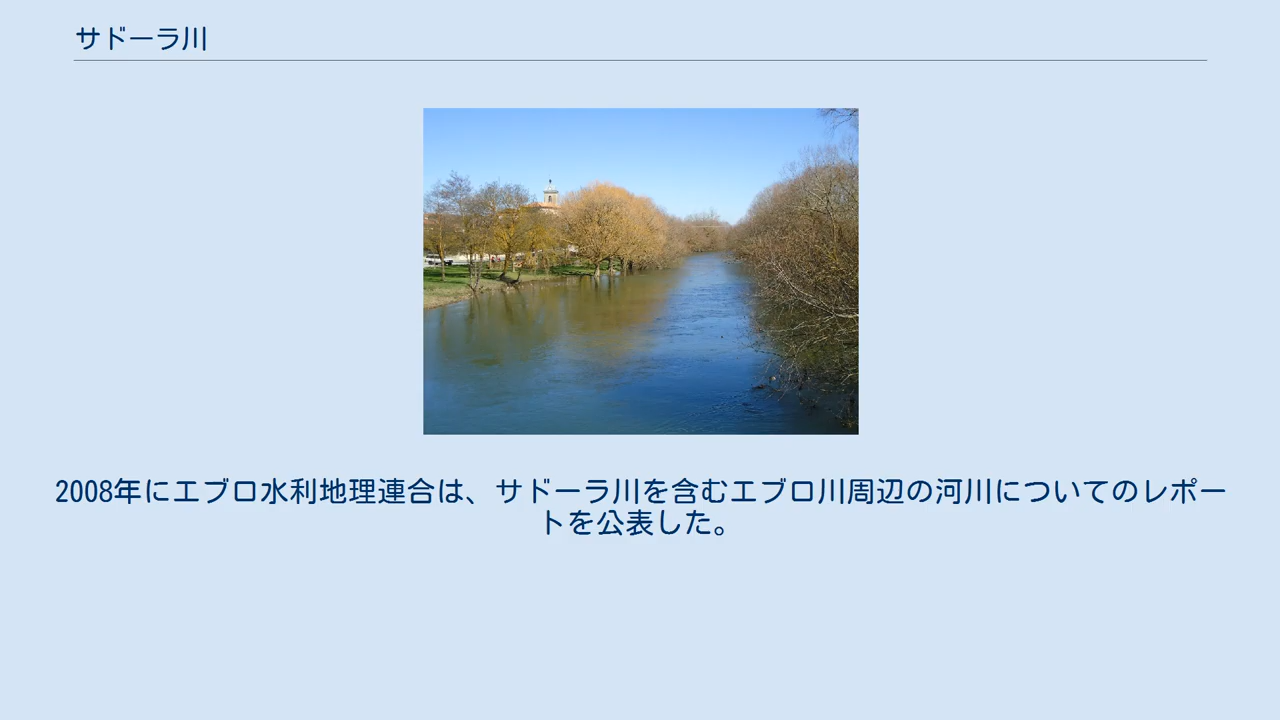 サドーラ川
2008年にエブロ水利地理連合は、サドーラ川を含むエブロ川周辺の河川についてのレポー
トを公表した。